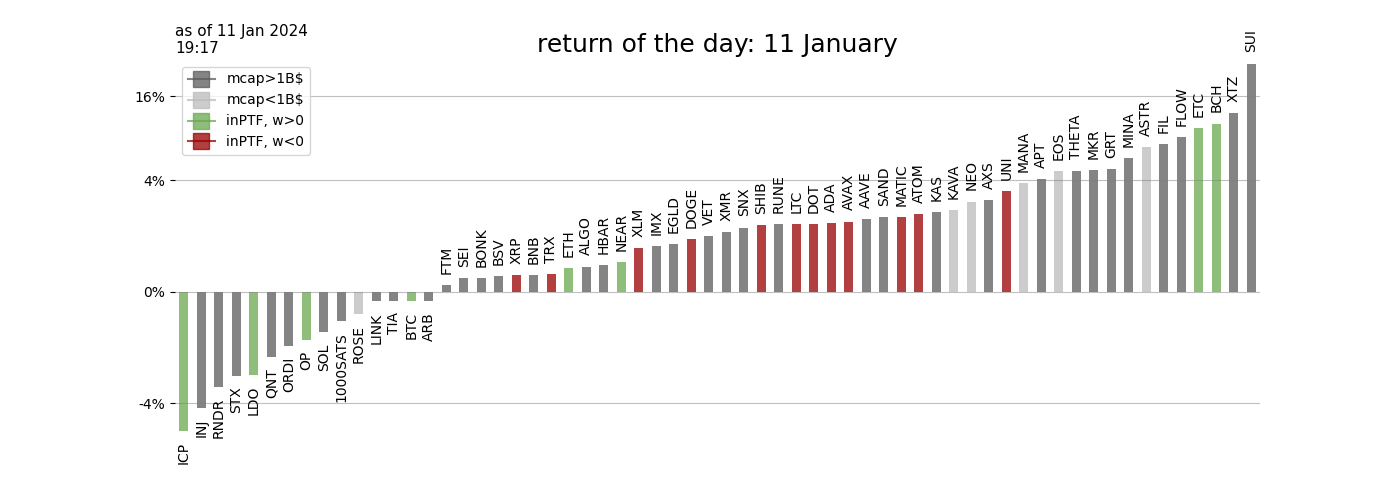 as of 11 Jan 2024
19:17
return of the day: 11 January
mcap>1B$
mcap<1B$
inPTF, w>0
inPTF, w<0
16%
4%
0%
-4%
ICP
INJ
RNDR
STX
LDO
QNT
ORDI
OP
SOL
1000SATS
ROSE
LINK
TIA
BTC
ARB
FTM
SEI
BONK
BSV
XRP
BNB
TRX
ETH
ALGO
HBAR
NEAR
XLM
IMX
EGLD
DOGE
VET
XMR
SNX
SHIB
RUNE
LTC
DOT
ADA
AVAX
AAVE
SAND
MATIC
ATOM
KAS
KAVA
NEO
AXS
UNI
MANA
APT
EOS
THETA
MKR
GRT
MINA
ASTR
FIL
FLOW
ETC
BCH
XTZ
SUI